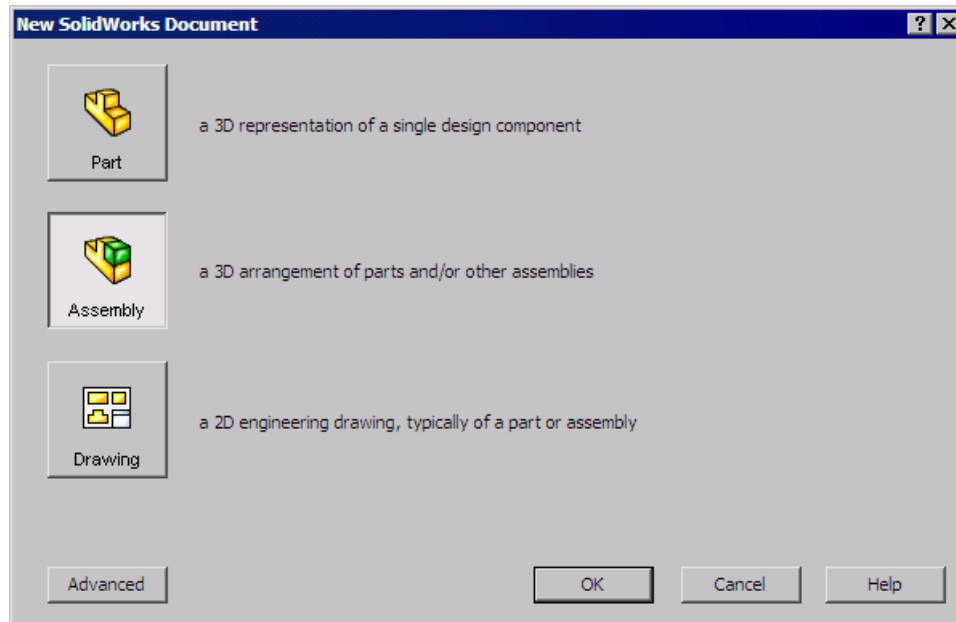 New SolidWorks Document
Part
a 3D representation of a single design component
Assembly
a 3D arrangement of parts and/or other assemblies
Drawing
a 2D engineering drawing, typically of a part or assembly
Advanced
OK
Cancel
Help